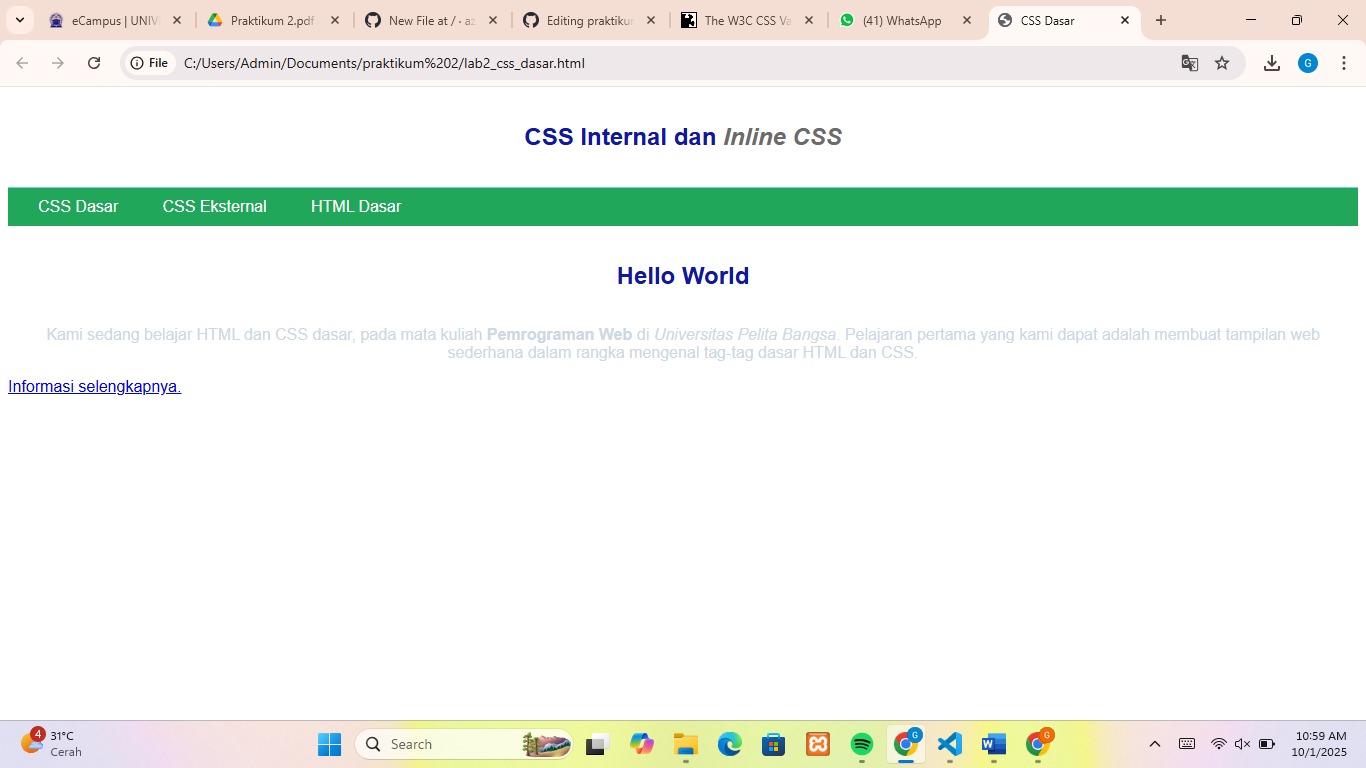 eCampus | UNIV
Praktikum 2.pdf
New File at / · az
Editing praktikum
The W3C CSS Va
(41) WhatsApp
CSS Dasar
File
C:/Users/Admin/Documents/praktikum%202/lab2_css_dasar.html
G
CSS Internal dan Inline CSS
CSS Dasar
CSS Eksternal
HTML Dasar
Hello World
Kami sedang belajar HTML dan CSS dasar, pada mata kuliah Pemrograman Web di Universitas Pelita Bangsa. Pelajaran pertama yang kami dapat adalah membuat tampilan web
sederhana dalam rangka mengenal tag-tag dasar HTML dan CSS.
Informasi selengkapnya.
4
31°C
Cerah
Search
G
G
10:59 AM
10/1/2025